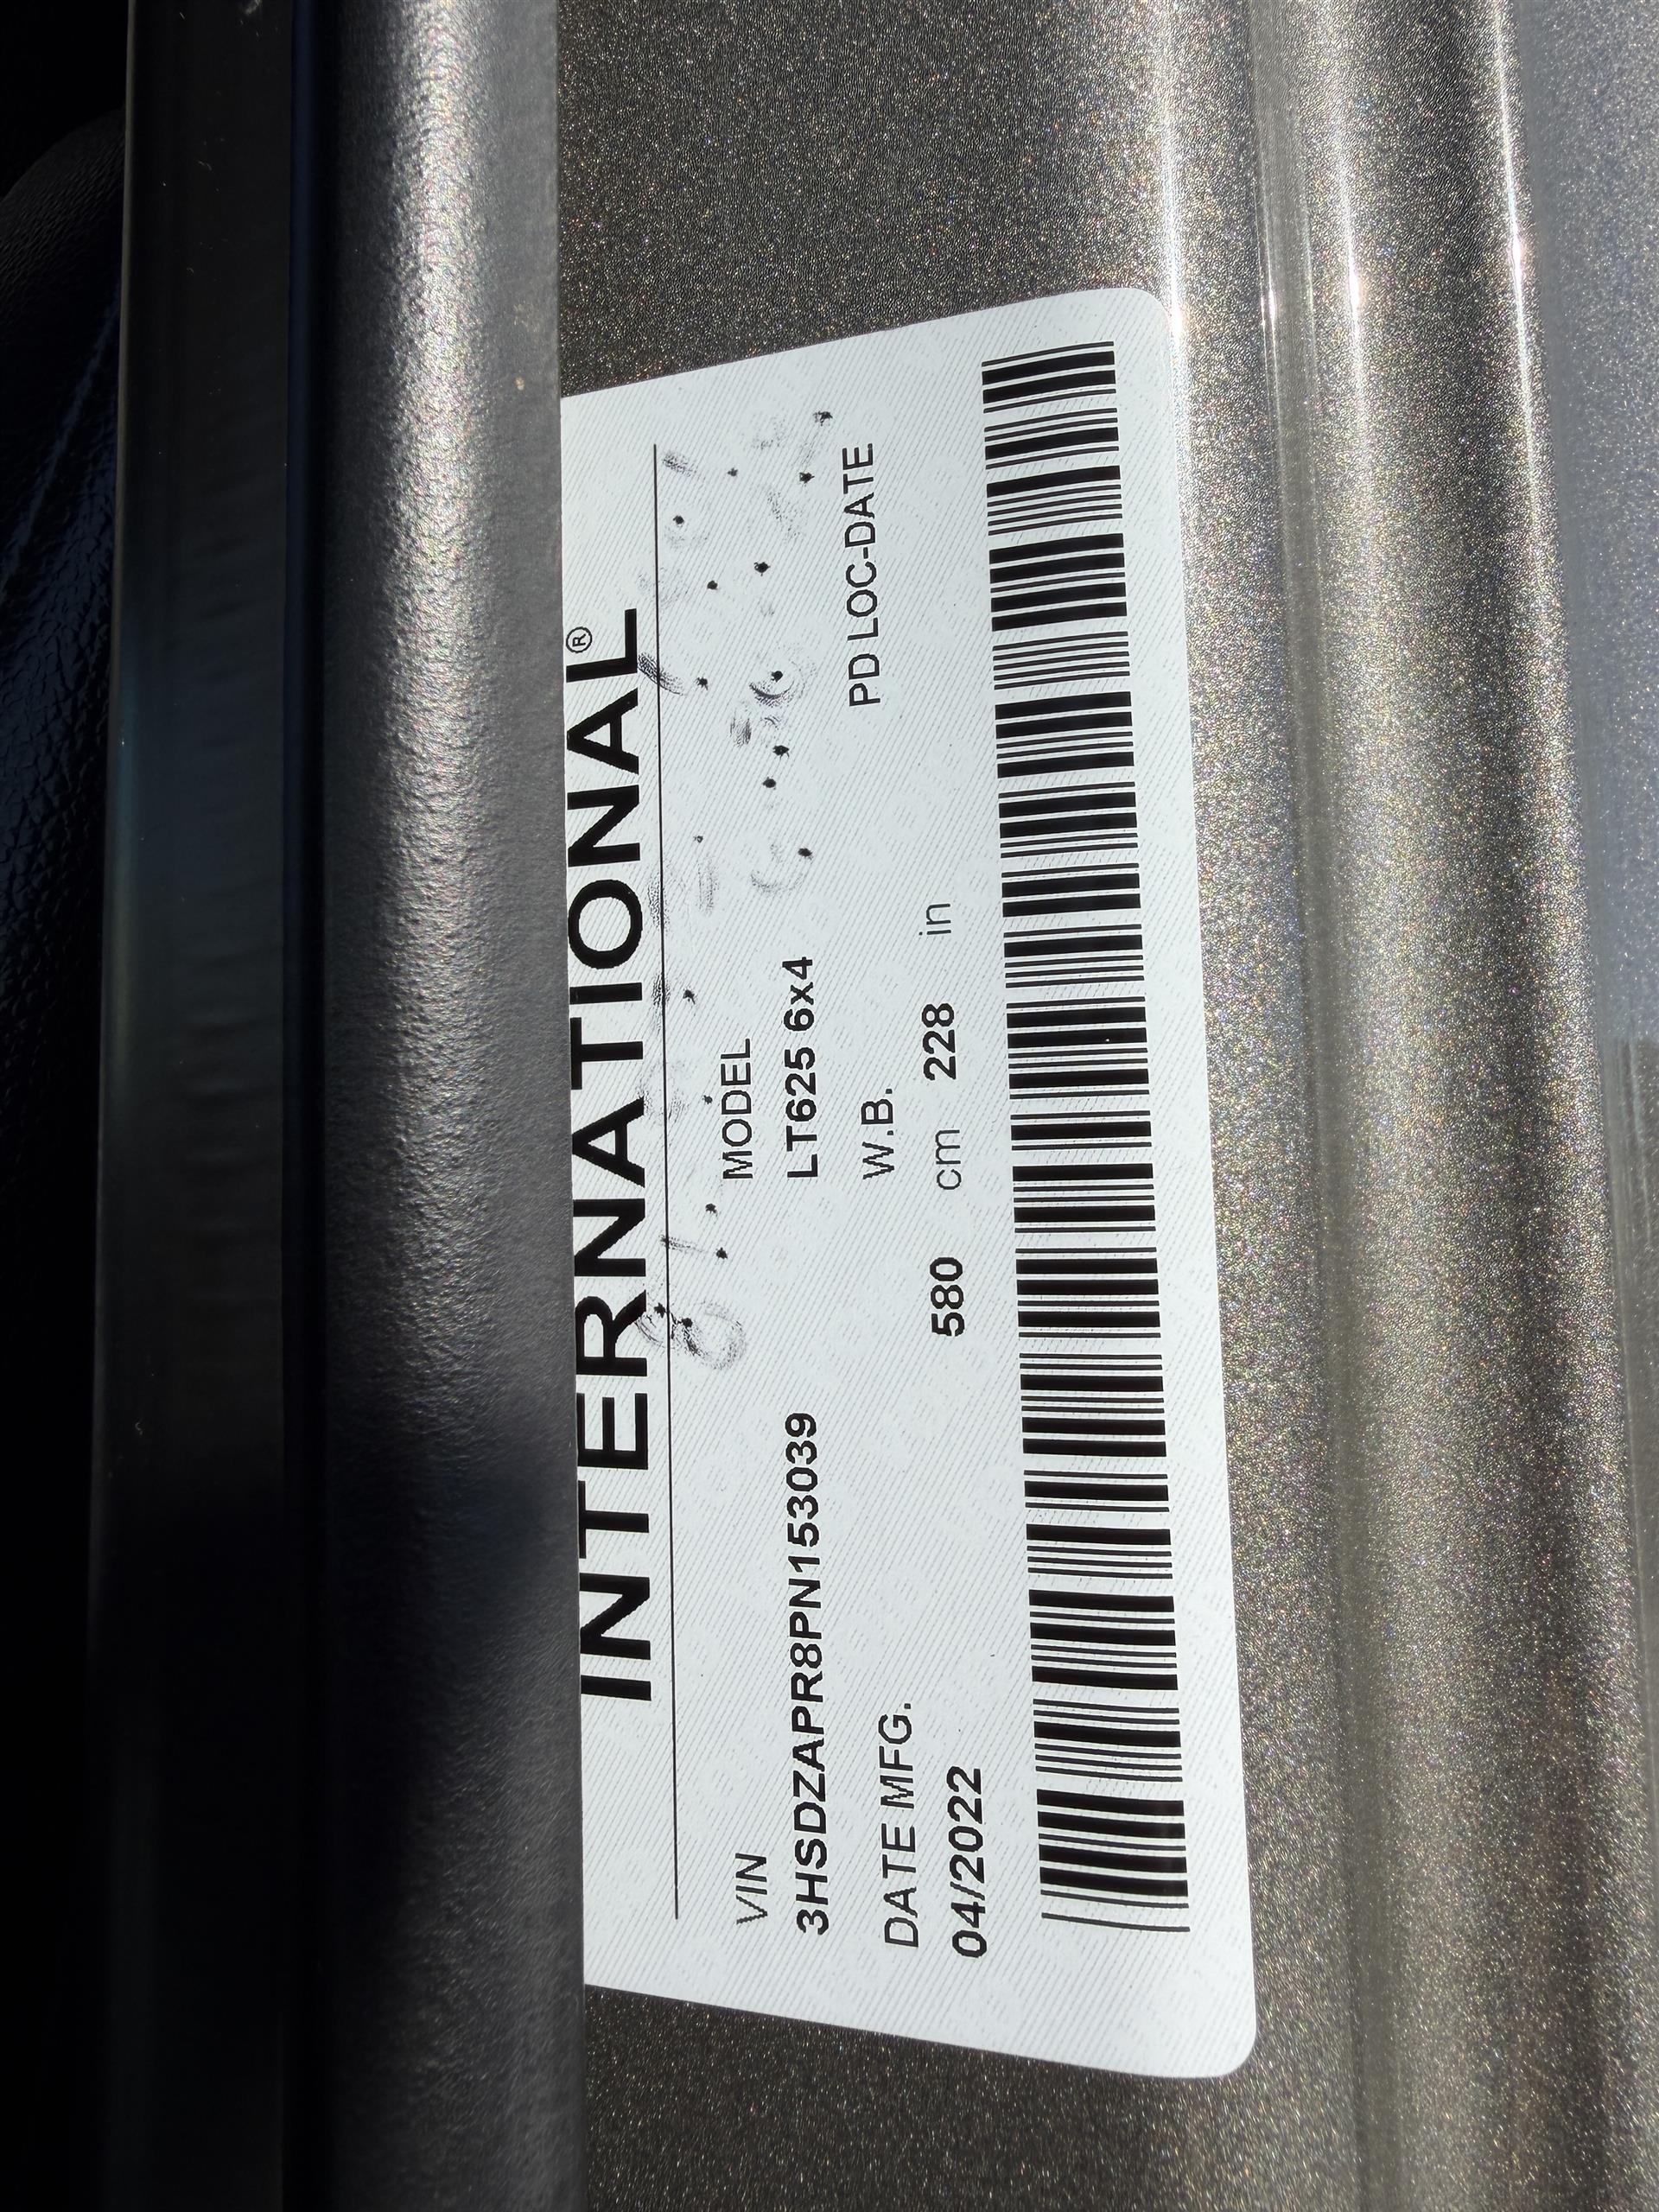 INTERNATIONAL®
VIN
3HSDZAPR8PN153039
MODEL
LT625 6x4
DATE MFG.
04/2022
W.B.
580 cm 228 in
PD LOC-DATE